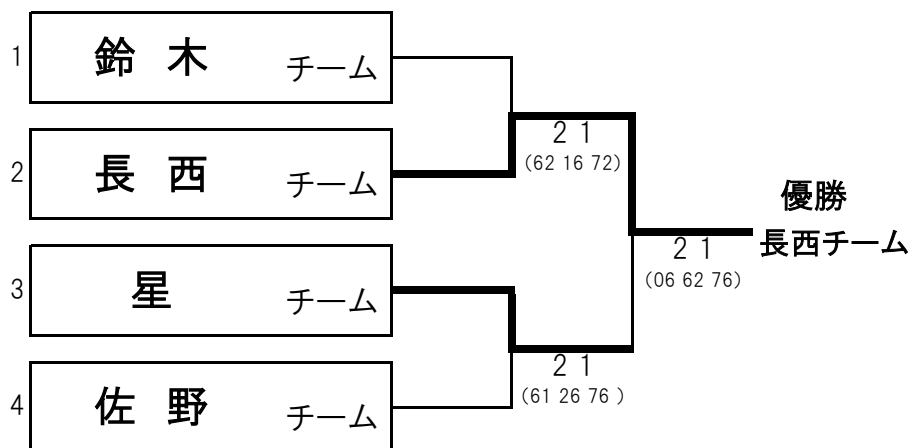 1 鈴 木 チーム
2 1
(62 16 72)
2 長 西 チーム
優勝
長西チーム
2 1
(06 62 76)
3 星 チーム
2 1
(61 26 76 )
4 佐 野 チーム